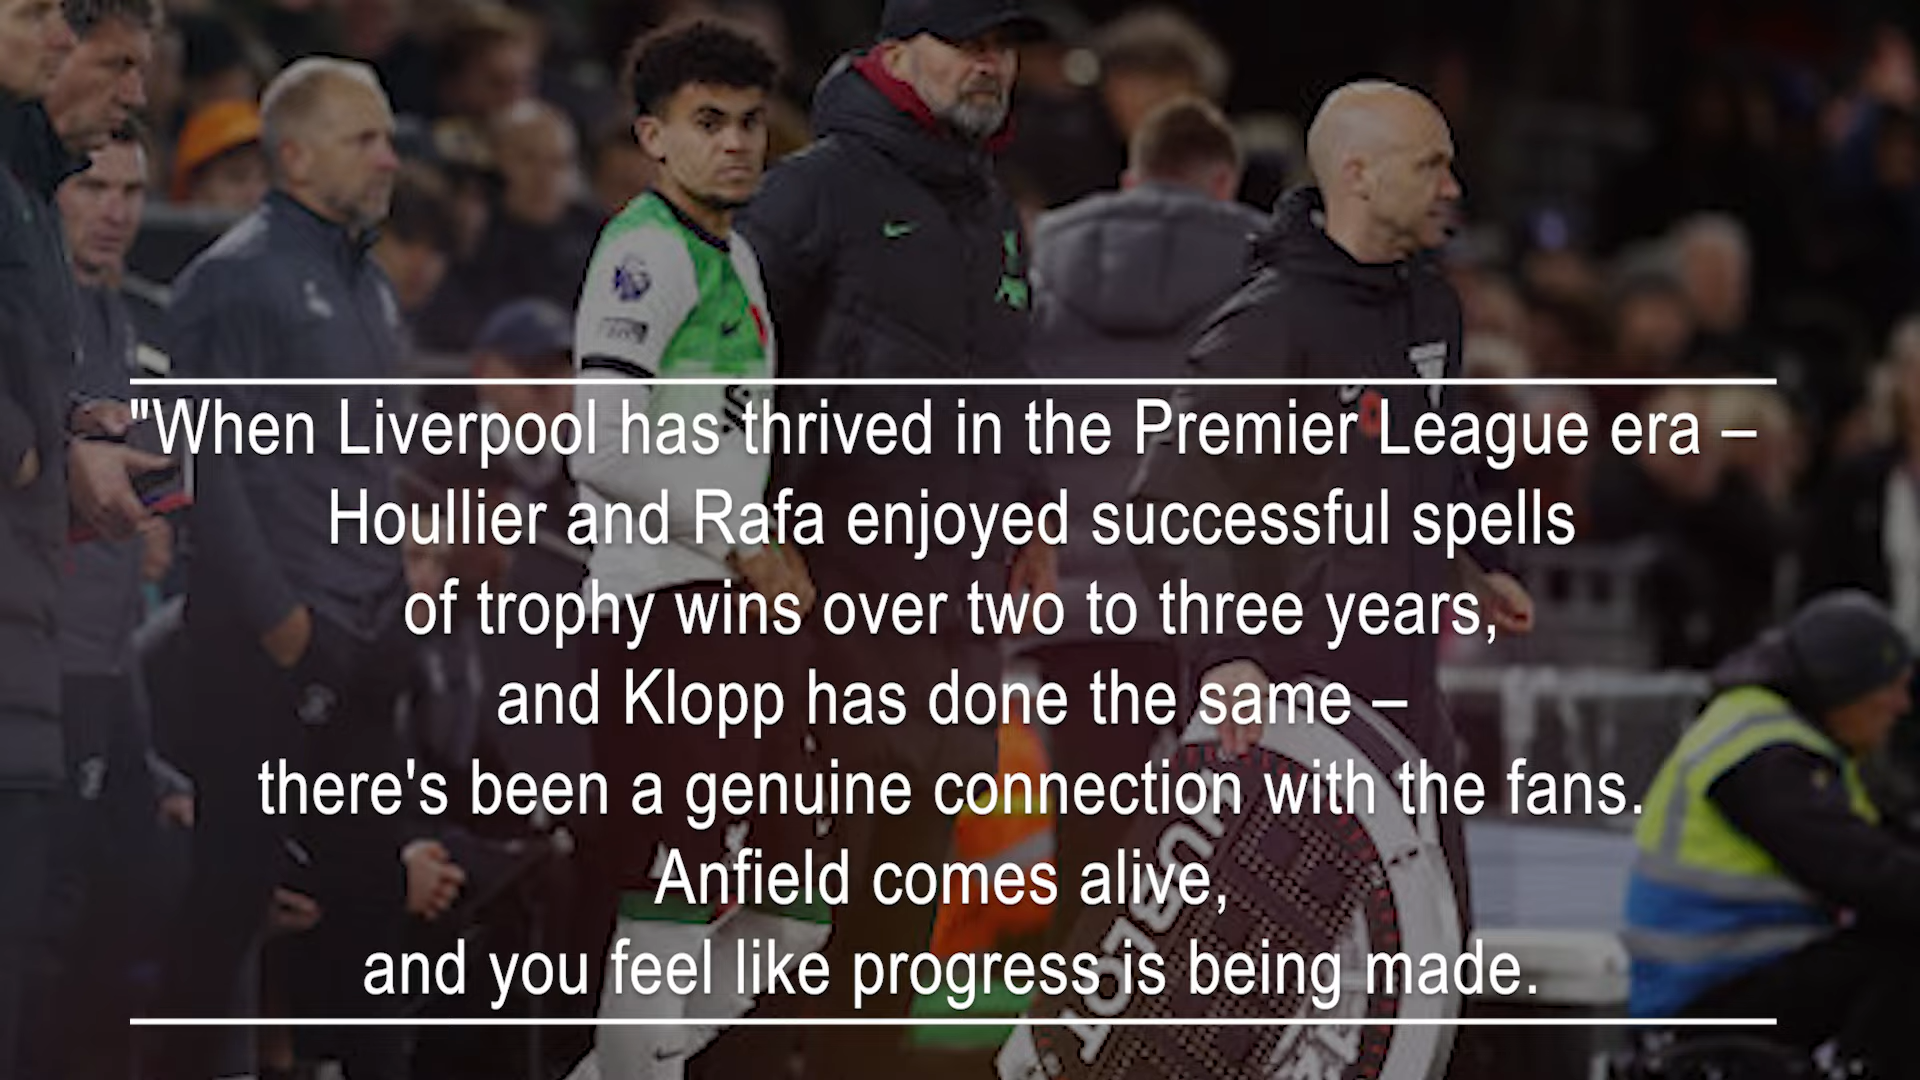 "When Liverpool has thrived in the Premier League era –
Houllier and Rafa enjoyed successful spells
of trophy wins over two to three years,
and Klopp has done the same –
there's been a genuine connection with the fans.
Anfield comes alive,
and you feel like progress is being made.